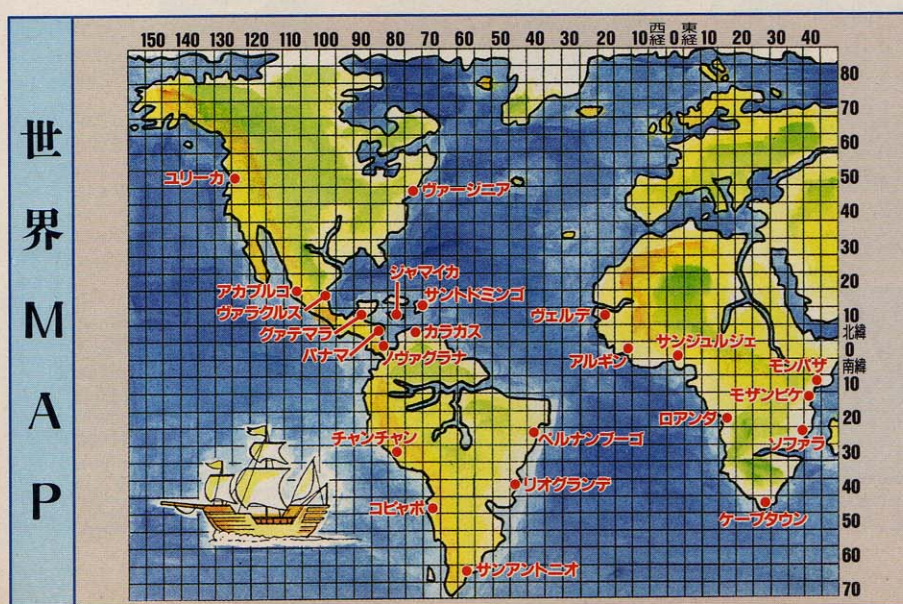 世界MAP
150 140 130 120 110 100 90 80 70 60 50 40 30 20 10 西経 0 東経 10 20 30 40
80
70
60
50
40
30
20
10
北緯
0
南緯
10
20
30
40
50
60
70
ユリーカ
ヴァージニア
ジャマイカ
サントドミンゴ
アカプルコ
ヴァラクルス
グァテマラ
パナマ
カラカス
ノヴァグラナ
ヴェルデ
アルギン
サンジュルジェ
モンバザ
モザンビケ
ロアンダ
ソファラ
チャンチャン
ペルナンブーゴ
リオグランデ
コピャポ
ケープタウン
サンアントニオ